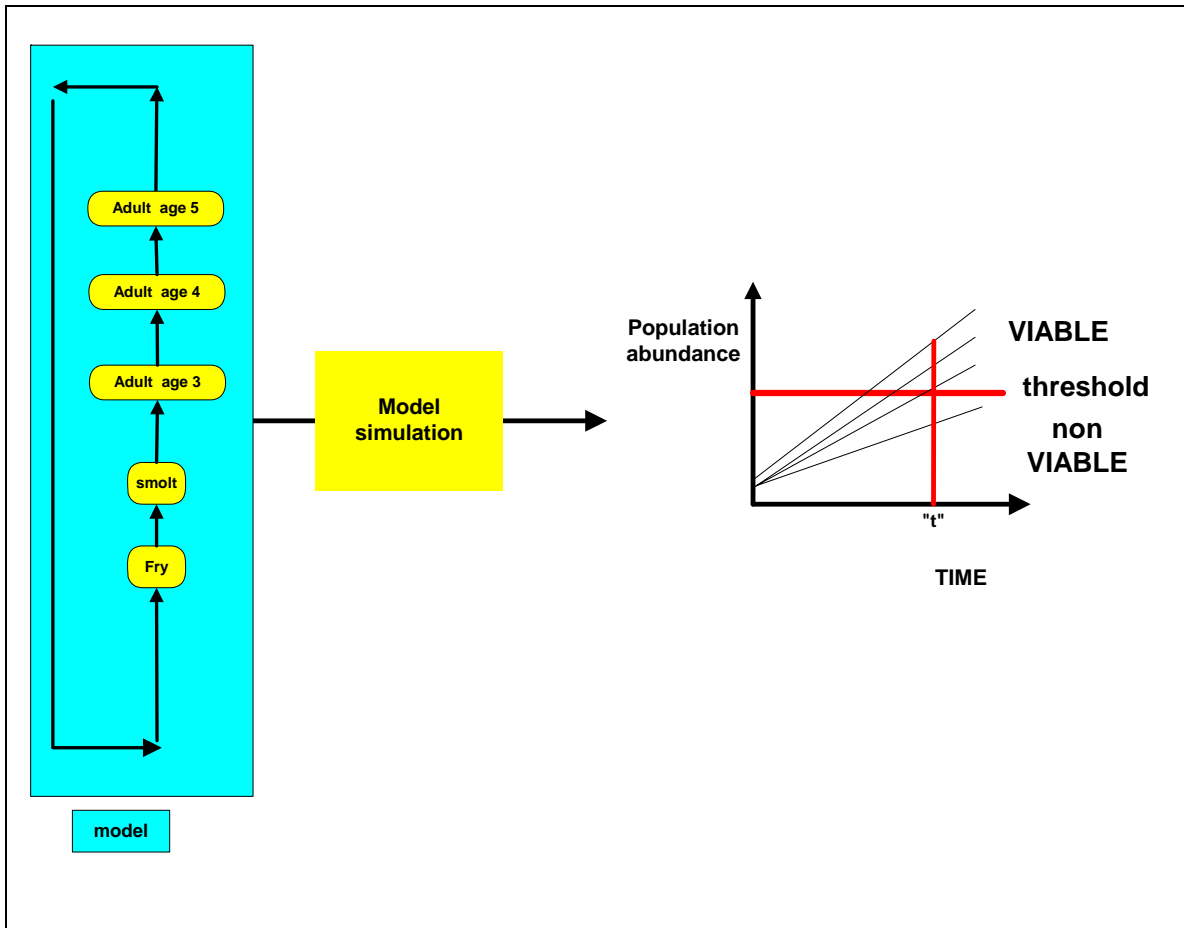 Adult age 5
Adult age 4
Adult age 3
smolt
Fry
model
Model
simulation
Population
abundance
VIABLE
threshold
non
VIABLE
"t"
TIME